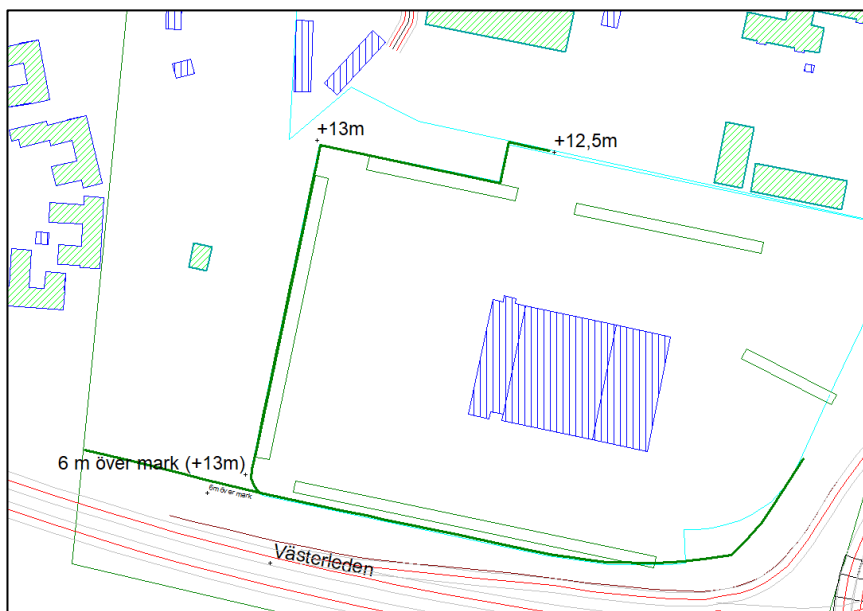 +13m
+12,5m
6 m över mark (+13m)
6m över mark
Västerleden